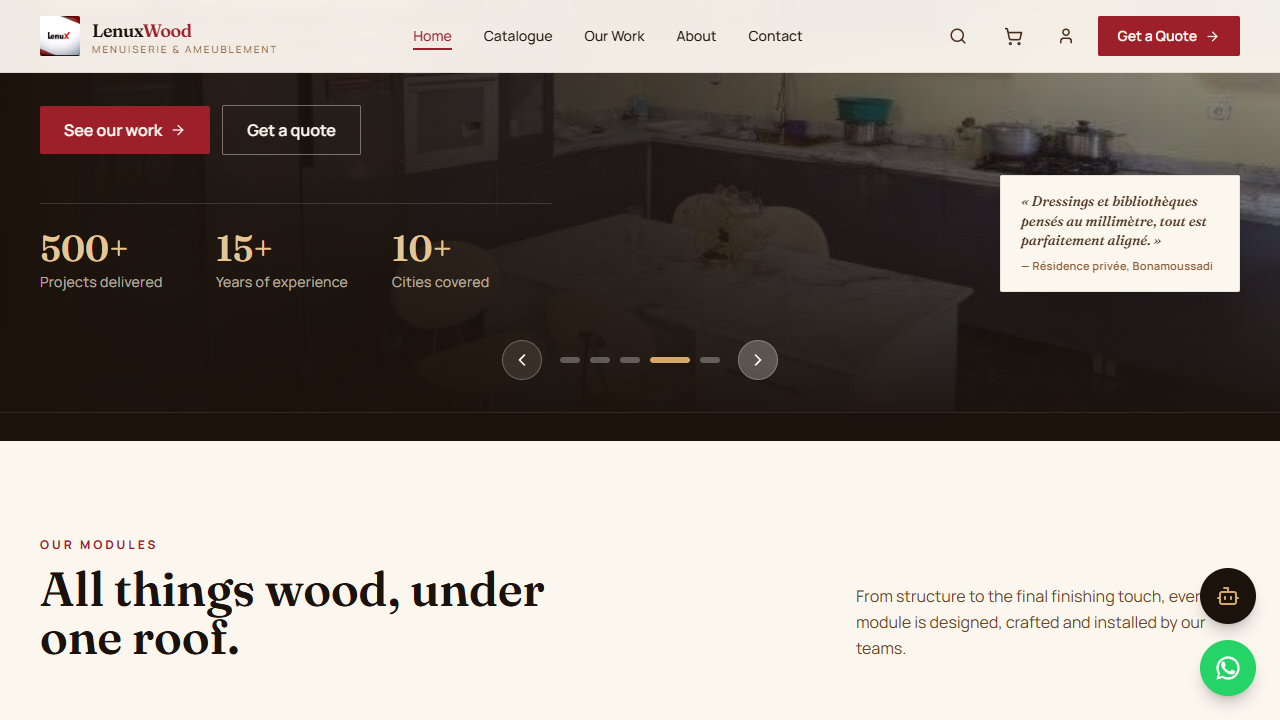 LenuX
LenuxWood
MENUISERIE & AMEUBLEMENT
Home
Catalogue
Our Work
About
Contact
Get a Quote
See our work
Get a quote
500+
Projects delivered
15+
Years of experience
10+
Cities covered
« Dressings et bibliothèques
pensés au millimètre, tout est
parfaitement aligné. »
— Résidence privée, Bonamoussadi
OUR MODULES
All things wood, under
one roof.
From structure to the final finishing touch, ever
module is designed, crafted and installed by our
teams.